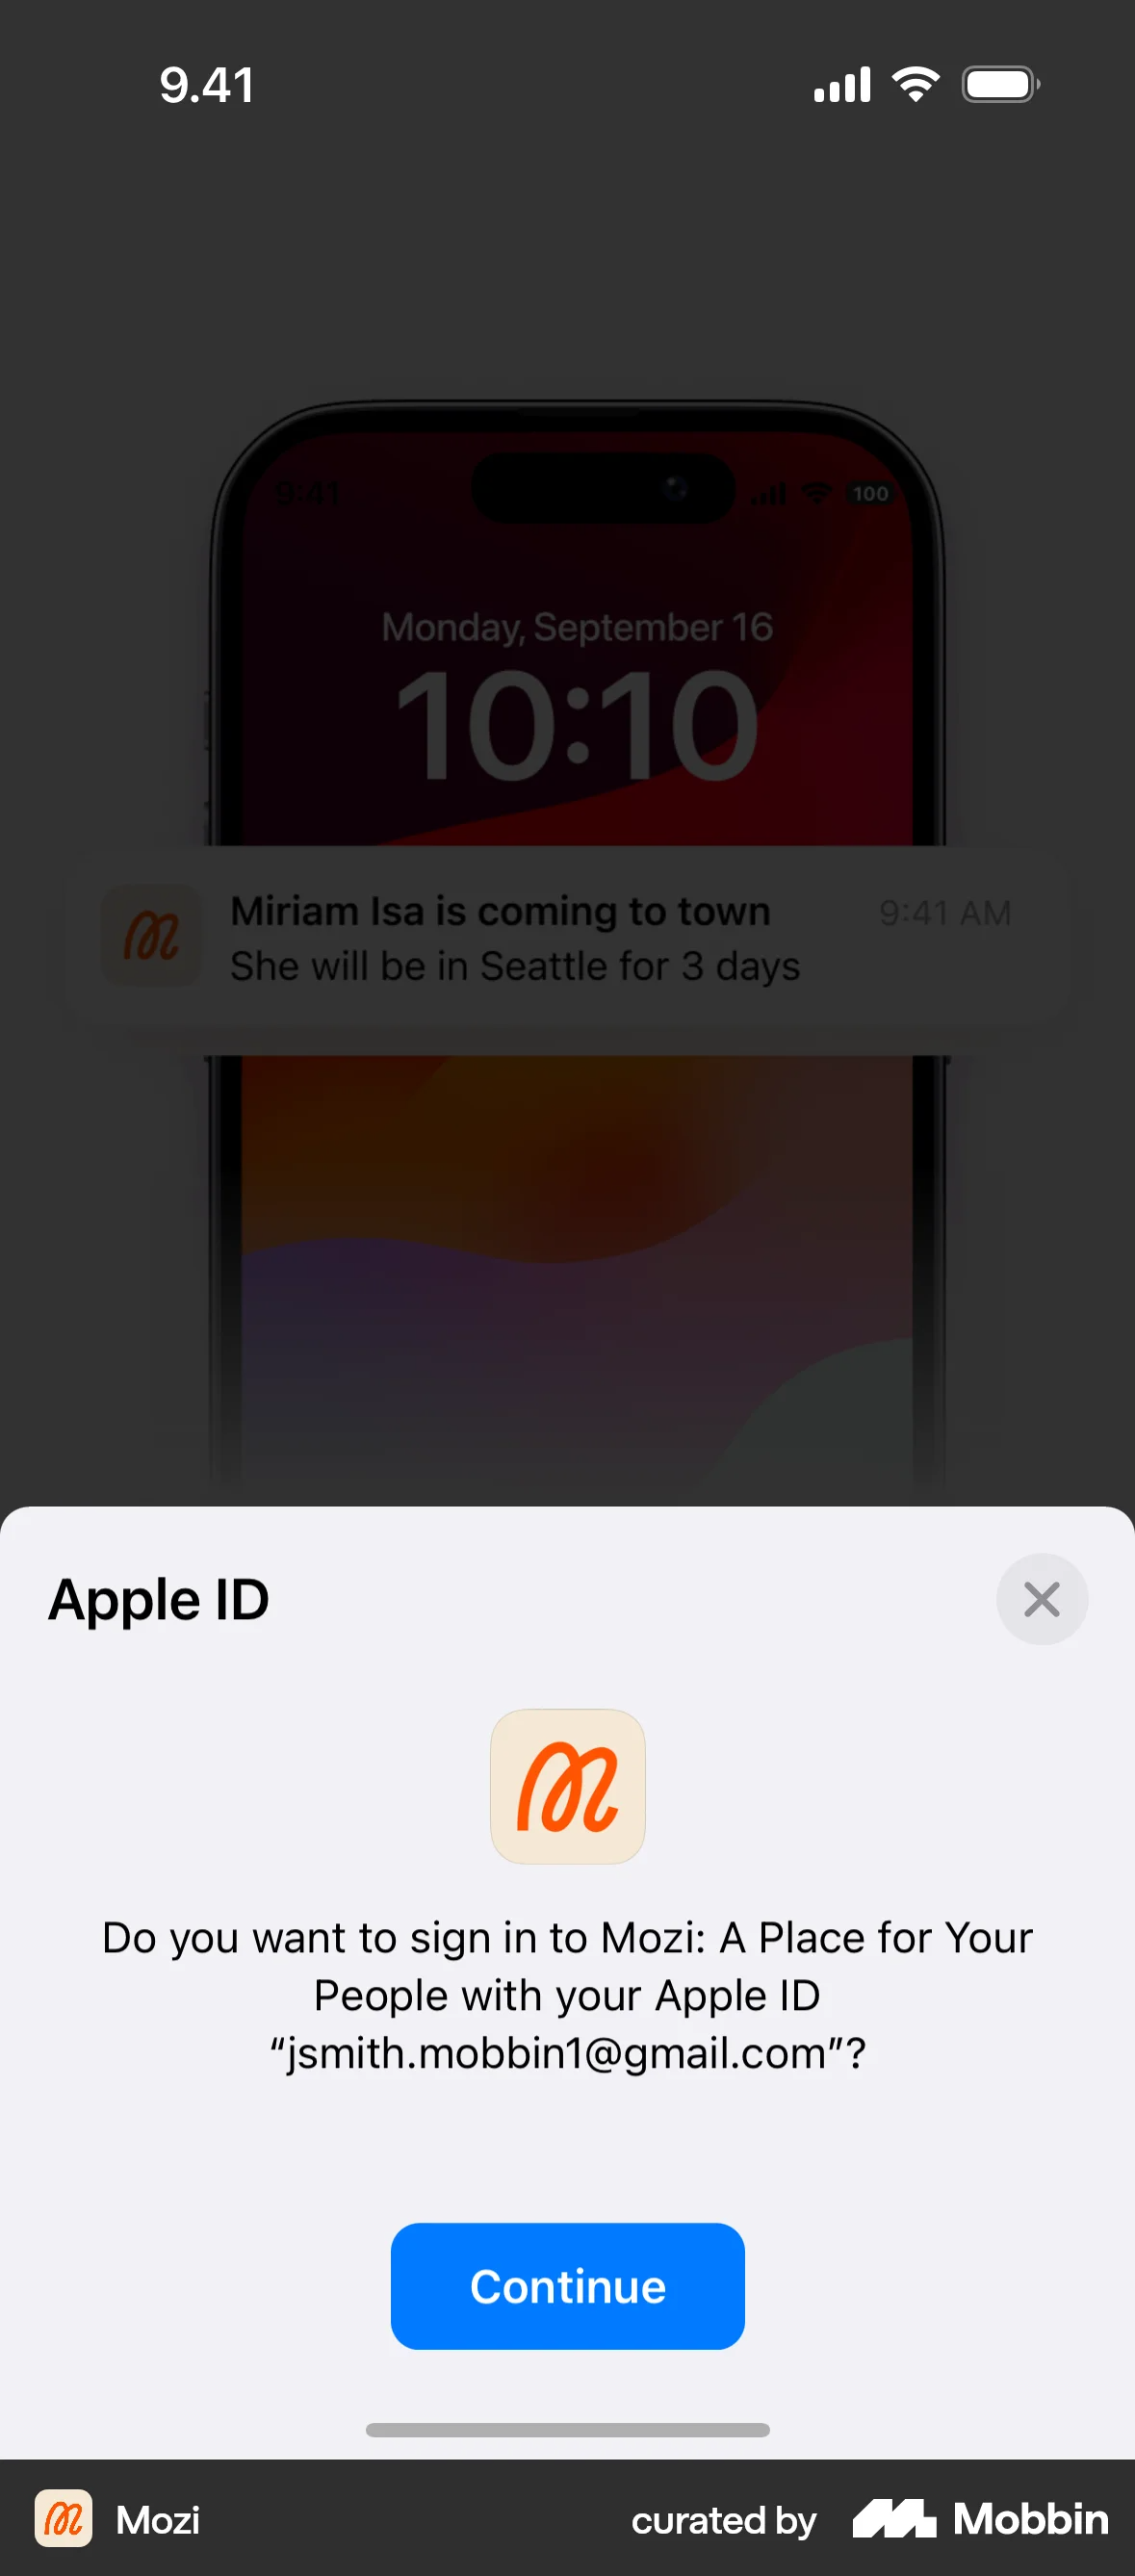 9.41
9:41
100
Monday, September 16
10:10
Miriam Isa is coming to town
9:41 AM
She will be in Seattle for 3 days
Apple ID
Do you want to sign in to Mozi: A Place for Your
People with your Apple ID
“jsmith.mobbin1@gmail.com”?
Continue
Mozi
curated by
Mobbin